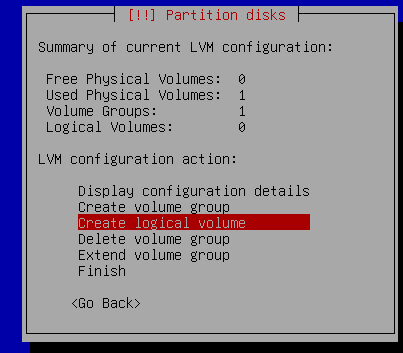 [!!] Partition disks
Summary of current LVM configuration:
Free Physical Volumes: 0
Used Physical Volumes: 1
Volume Groups: 1
Logical Volumes: 0
LVM configuration action:
Display configuration details
Create volume group
Create logical volume
Delete volume group
Extend volume group
Finish
<Go Back>